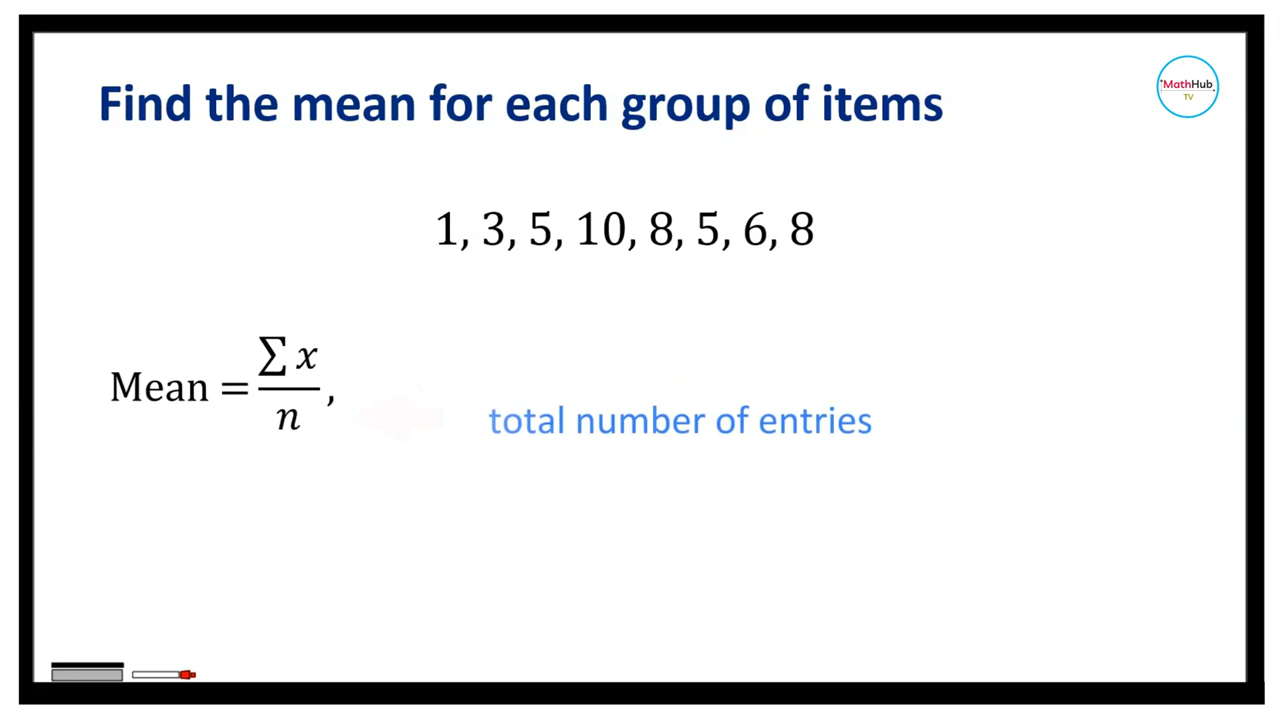 Find the mean for each group of items
MathHub
TV
1, 3, 5, 10, 8, 5, 6, 8
Mean = ∑ x / n,
total number of entries